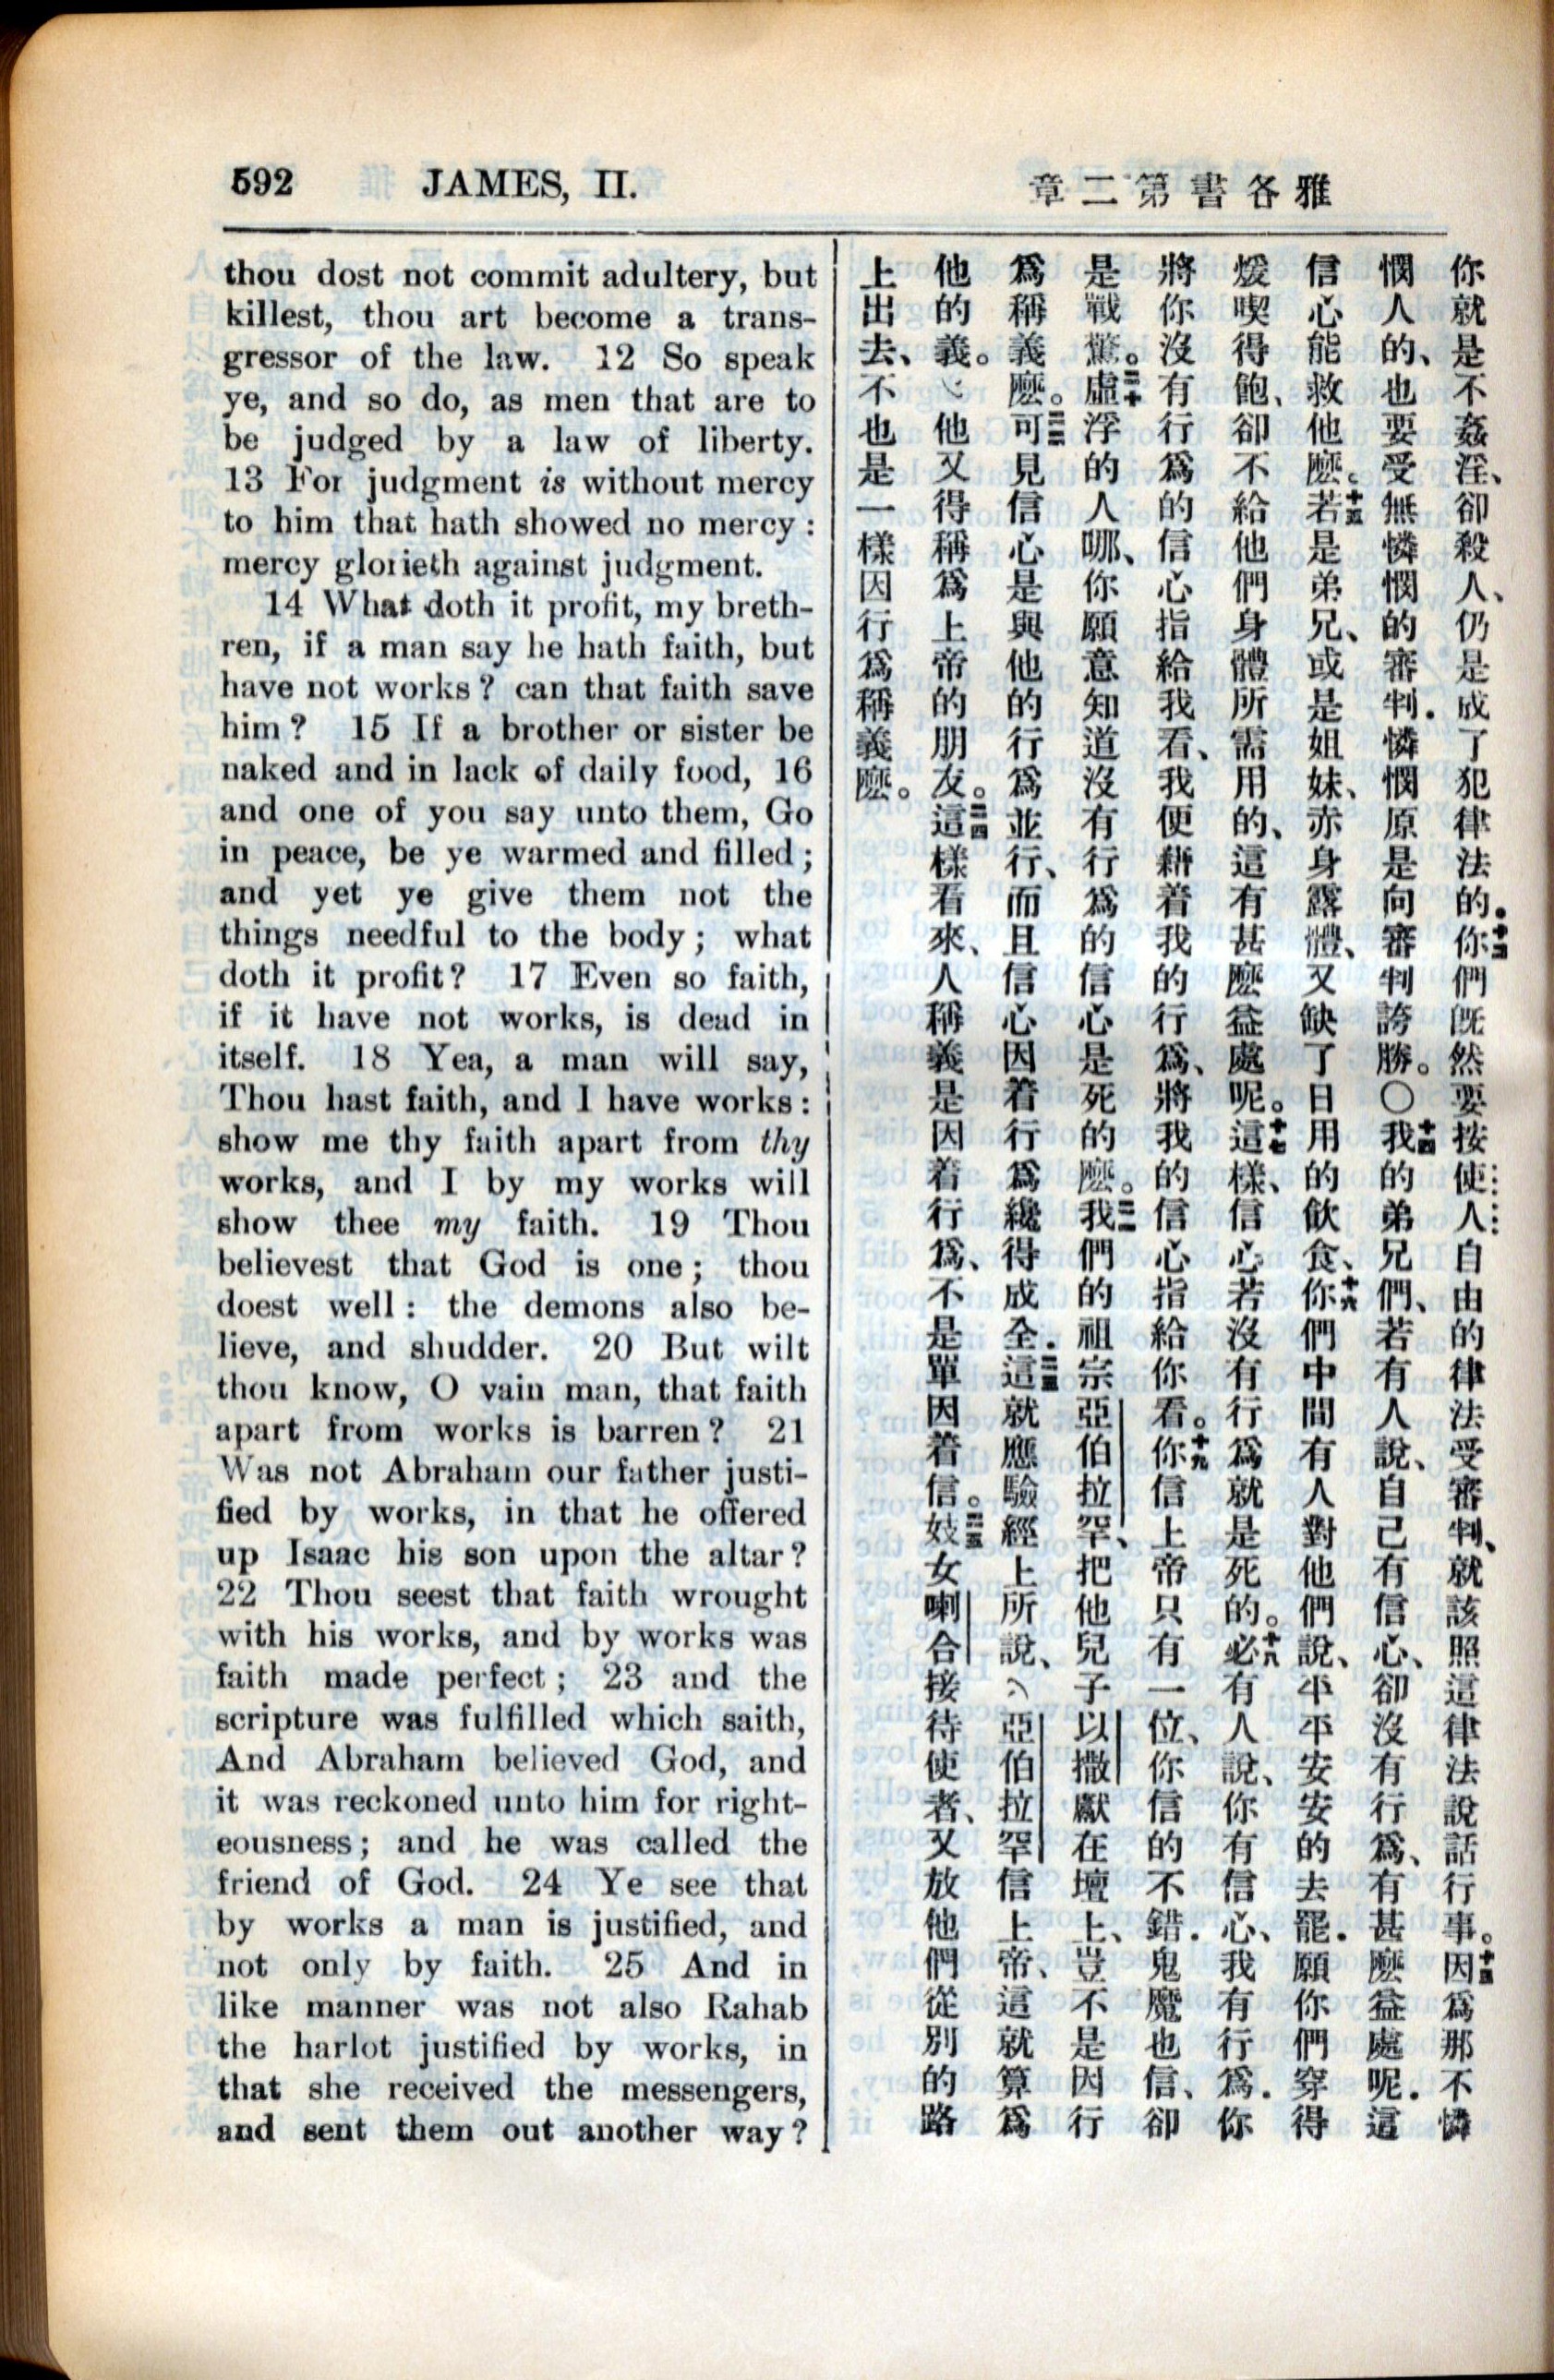 592 JAMES, II.
雅各書第二章
thou dost not commit adultery, but
killest, thou art become a trans-
gressor of the law. 12 So speak
ye, and so do, as men that are to
be judged by a law of liberty.
13 For judgment is without mercy
to him that hath showed no mercy :
mercy glorieth against judgment.
14 What doth it profit, my breth-
ren, if a man say he hath faith, but
have not works ? can that faith save
him ? 15 If a brother or sister be
naked and in lack of daily food, 16
and one of you say unto them, Go
in peace, be ye warmed and filled ;
and yet ye give them not the
things needful to the body ; what
doth it profit? 17 Even so faith,
if it have not works, is dead in
itself. 18 Yea, a man will say,
Thou hast faith, and I have works :
show me thy faith apart from thy
works, and I by my works will
show thee my faith. 19 Thou
believest that God is one ; thou
doest well : the demons also be-
lieve, and shudder. 20 But wilt
thou know, O vain man, that faith
apart from works is barren ? 21
Was not Abraham our father justi-
fied by works, in that he offered
up Isaac his son upon the altar ?
22 Thou seest that faith wrought
with his works, and by works was
faith made perfect ; 23 and the
scripture was fulfilled which saith,
And Abraham believed God, and
it was reckoned unto him for right-
eousness ; and he was called the
friend of God. 24 Ye see that
by works a man is justified, and
not only by faith. 25 And in
like manner was not also Rahab
the harlot justified by works, in
that she received the messengers,
and sent them out another way ?
你就是不姦淫、卻殺人、仍是成了犯律法的.十二你們既然要按使人自由的律法受審判、就該照這律法說話行事。十三因爲那不憐
憫人的、也要受無憐憫的審判.憐憫原是向審判誇勝。○十四我的弟兄們、若有人說、自己有信心、卻沒有行爲、有甚麼益處呢.這
信心能救他麼。十五若是弟兄、或是姐妹、赤身露體、又缺了日用的飲食、十六你們中間有人對他們說、平平安安的去罷.願你們穿得
煖喫得飽、卻不給他們身體所需用的、這有甚麼益處呢。十七這樣、信心若沒有行爲就是死的。十八必有人說、你有信心、我有行爲.你
將你沒有行爲的信心指給我看、我便藉着我的行爲、將我的信心指給你看。十九你信上帝只有一位、你信的不錯.鬼魔也信、卻
是戰驚。二十虛浮的人哪、你願意知道沒有行爲的信心是死的麼。二一我們的祖宗亞伯拉罕、把他兒子以撒獻在壇上、豈不是因行
爲稱義麼。二二可見信心是與他的行爲並行、而且信心因着行爲纔得成全.二三這就應驗經上所說、亞伯拉罕信上帝、這就算爲
他的義。他又得稱爲上帝的朋友。二四這樣看來、人稱義是因着行爲、不是單因着信。二五妓女喇合接待使者、又放他們從別的路
上出去、不也是一樣因行爲稱義麼。